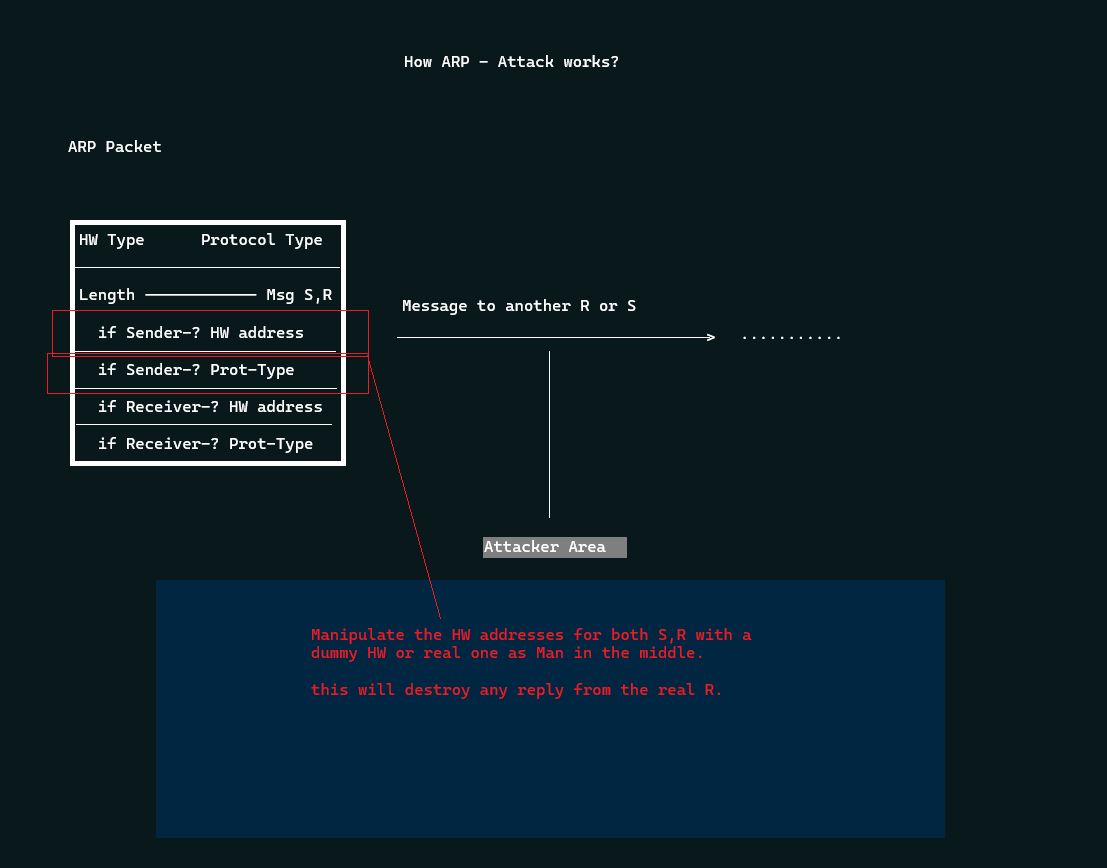 How ARP - Attack works?
ARP Packet
HW Type Protocol Type
Length Msg S,R
if Sender-? HW address
if Sender-? Prot-Type
if Receiver-? HW address
if Receiver-? Prot-Type
Message to another R or S
...........
Attacker Area
Manipulate the HW addresses for both S,R with a
dummy HW or real one as Man in the middle.
this will destroy any reply from the real R.